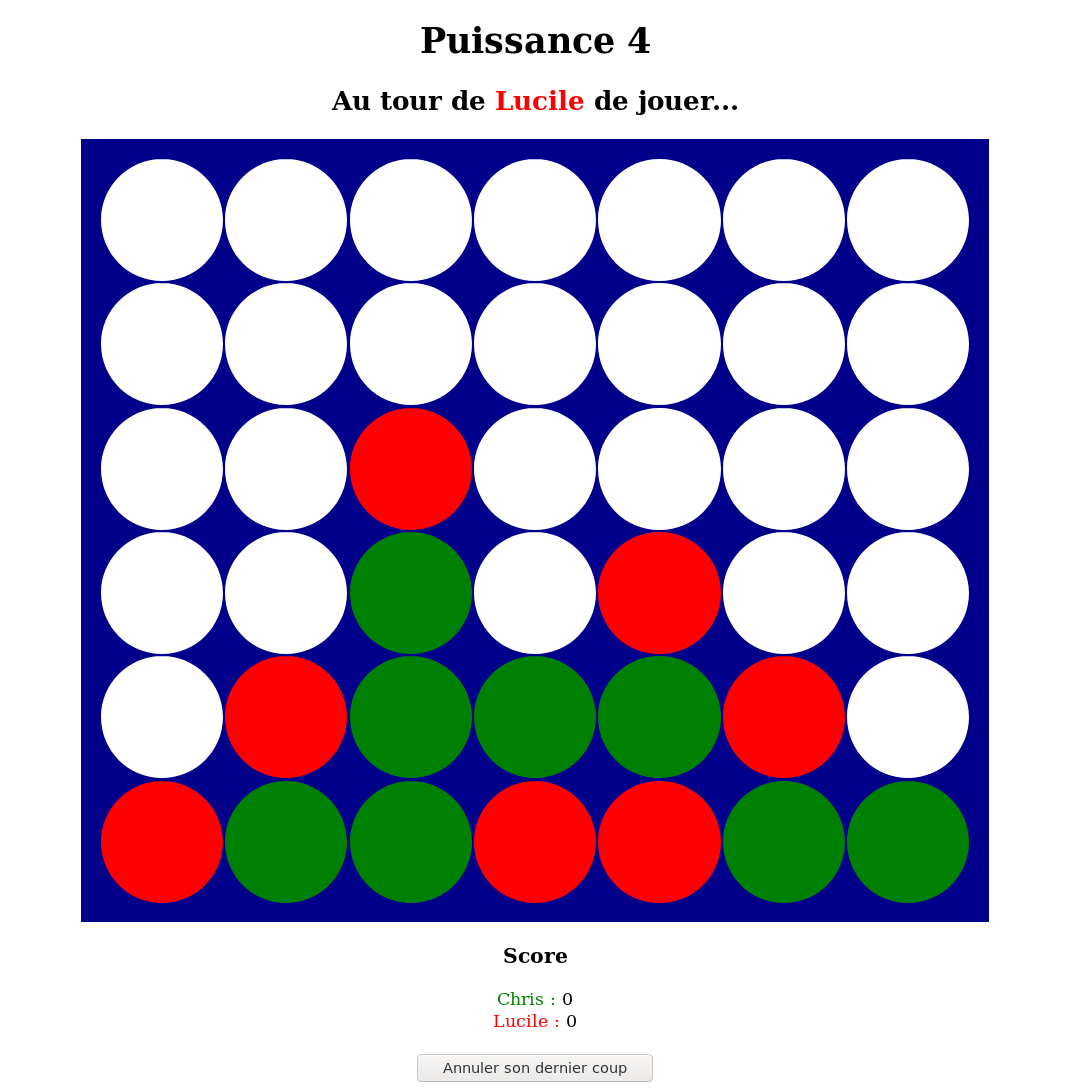 Puissance 4
Au tour de Lucile de jouer...
Score
Chris : 0
Lucile : 0
Annuler son dernier coup